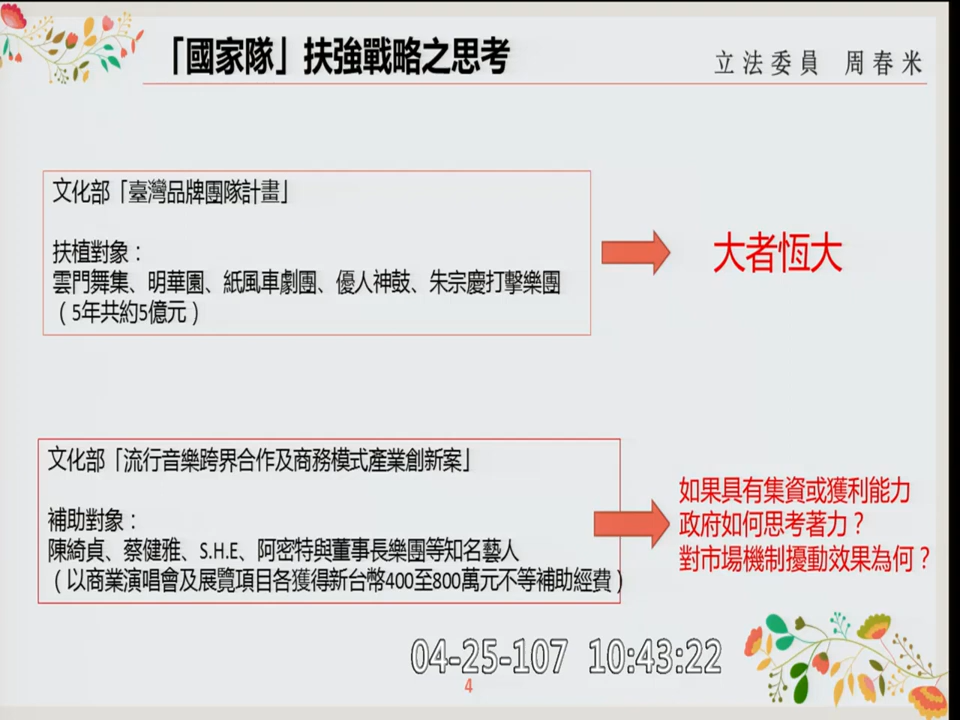 「國家隊」扶強戰略之思考
立法委員 周春米
文化部「臺灣品牌團隊計畫」
扶植對象：
雲門舞集、明華園、紙風車劇團、優人神鼓、朱宗慶打擊樂團
（5年共約5億元）
大者恆大
文化部「流行音樂跨界合作及商務模式產業創新案」
補助對象：
陳綺貞、蔡健雅、S.H.E、阿密特與董事長樂團等知名藝人
（以商業演唱會及展覽項目各獲得新台幣400至800萬元不等補助經費）
如果具有集資或獲利能力
政府如何思考著力？
對市場機制擾動效果為何？
04-25-107 10:43:22
4